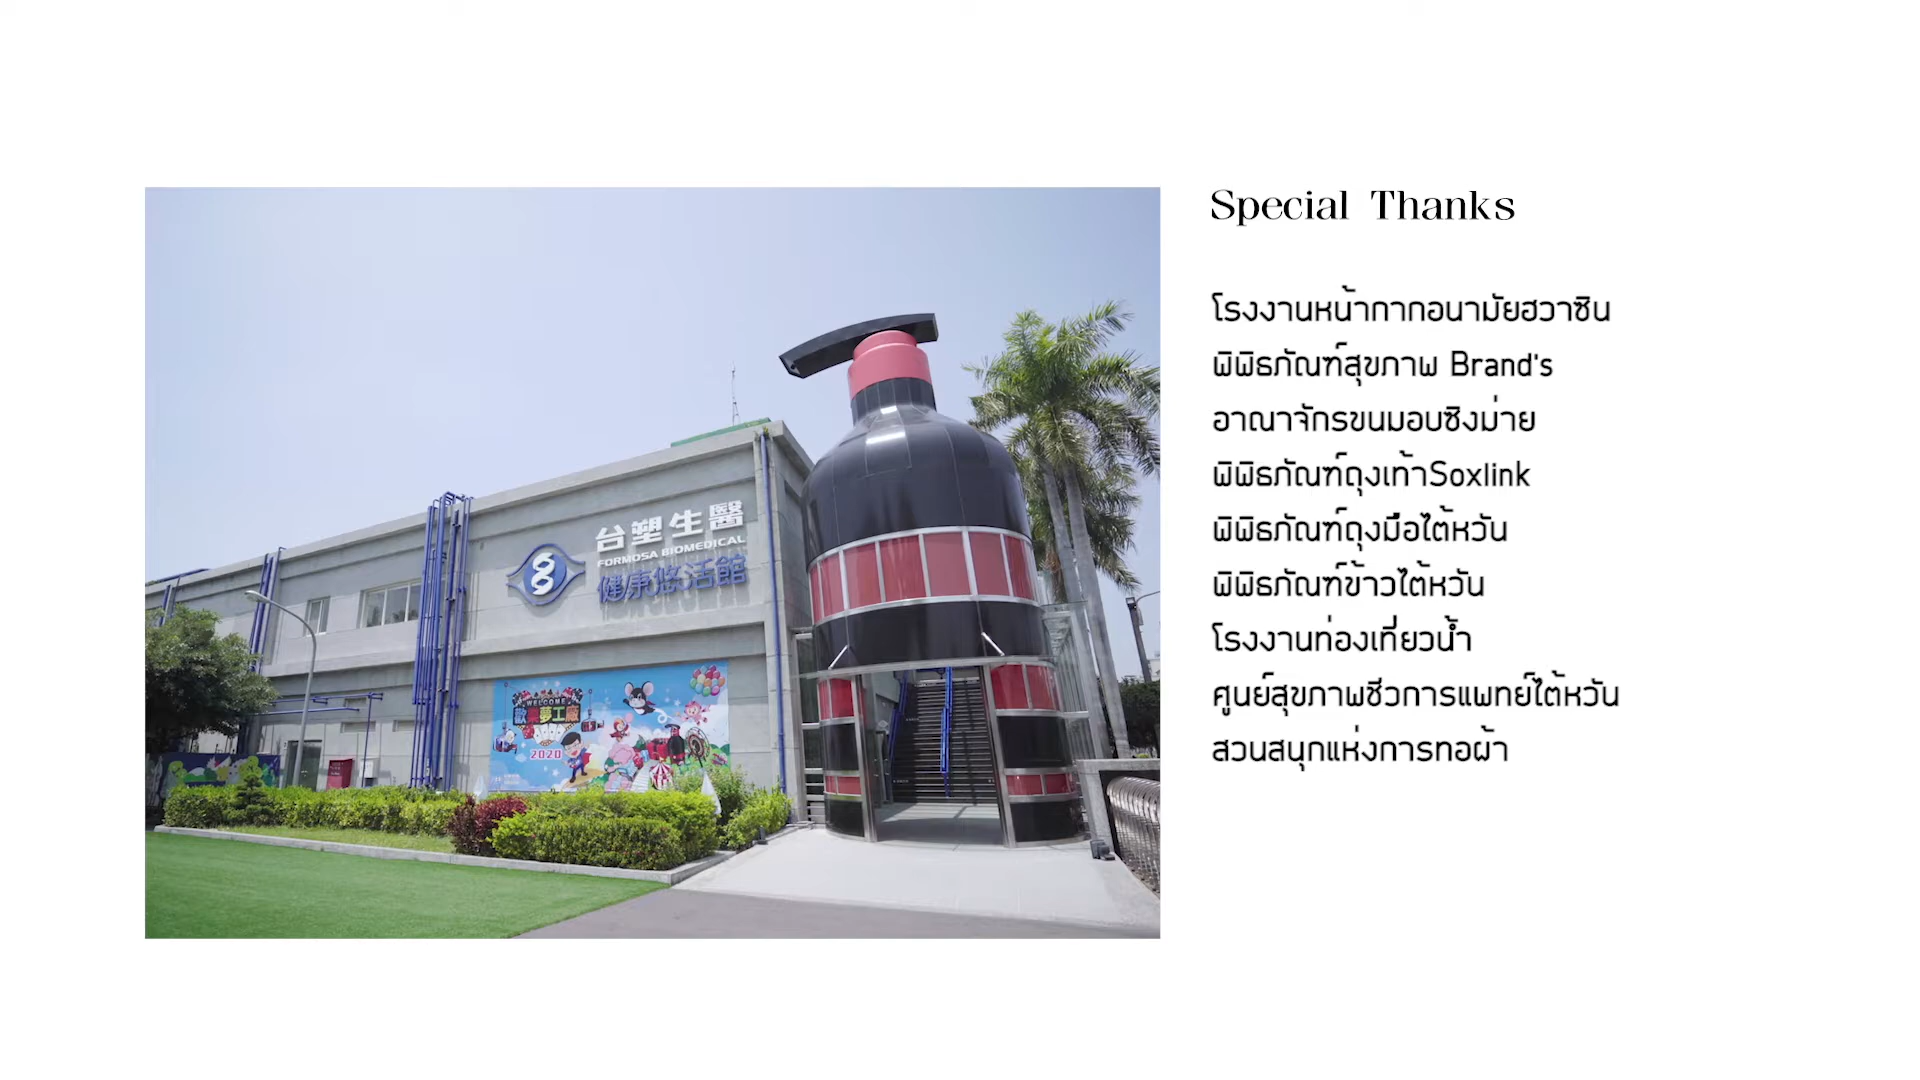 Special Thanks
โรงงานหน้ากากอนามัยฮวาซิน
พิพิธภัณฑ์สุขภาพ Brand's
อาณาจักรขนมอบซิงม่าย
พิพิธภัณฑ์ถุงเท้าSoxlink
พิพิธภัณฑ์ถุงมือไต้หวัน
พิพิธภัณฑ์ข้าวไต้หวัน
โรงงานท่องเที่ยวน้ำ
ศูนย์สุขภาพชีวการแพทย์ไต้หวัน
สวนสนุกแห่งการทอผ้า
台塑生醫
FORMOSA BIOMEDICAL
健康悠活館
WELCOME
歡樂夢工廠
2020